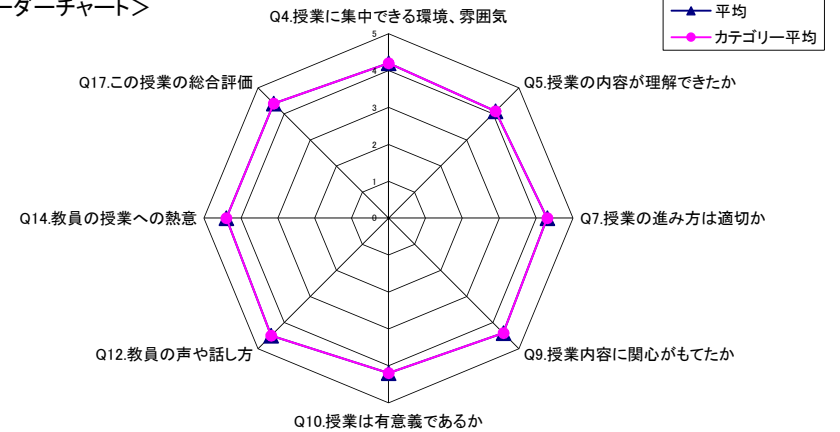 ーダーチャート＞
平均
カテゴリー平均
Q4.授業に集中できる環境、雰囲気
Q5.授業の内容が理解できたか
Q7.授業の進み方は適切か
Q9.授業内容に関心がもてたか
Q10.授業は有意義であるか
Q12.教員の声や話し方
Q14.教員の授業への熱意
Q17.この授業の総合評価
5
4
3
2
1
0